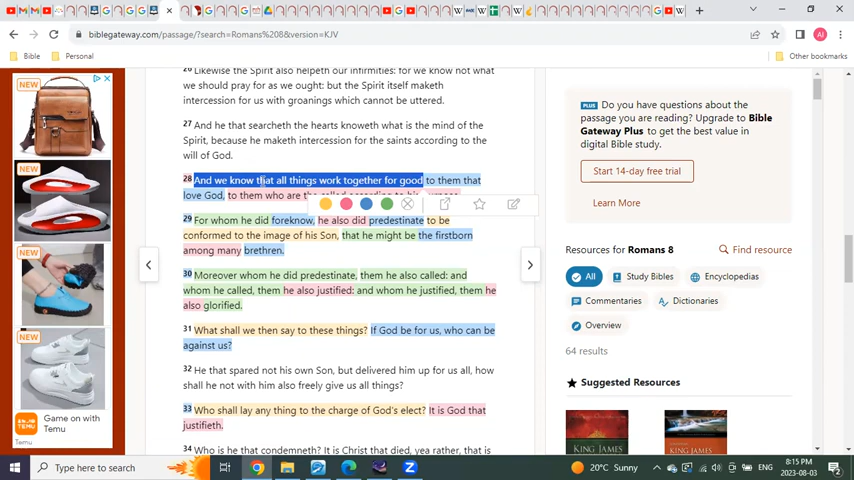 biblegateway.com/passage/?search=Romans%208&version=KJV
Bible
Personal
Other bookmarks
NEW
NEW
NEW
NEW
Game on with
Temu
Temu
26 Likewise the Spirit also helpeth our infirmities: for we know not what
we should pray for as we ought: but the Spirit itself maketh
intercession for us with groanings which cannot be uttered.
27 And he that searcheth the hearts knoweth what is the mind of the
Spirit, because he maketh intercession for the saints according to the
will of God.
28 And we know that all things work together for good to them that
love God, to them who are the called according to his
29 For whom he did foreknow, he also did predestinate to be
conformed to the image of his Son, that he might be the firstborn
among many brethren.
30 Moreover whom he did predestinate, them he also called: and
whom he called, them he also justified: and whom he justified, them he
also glorified.
31 What shall we then say to these things? If God be for us, who can be
against us?
32 He that spared not his own Son, but delivered him up for us all, how
shall he not with him also freely give us all things?
33 Who shall lay any thing to the charge of God's elect? It is God that
justifieth.
34 Who is he that condemneth? It is Christ that died, yea rather, that is
PLUS Do you have questions about the
passage you are reading? Upgrade to Bible
Gateway Plus to get the best value in
digital Bible study.
Start 14-day free trial
Learn More
Resources for Romans 8
Find resource
All
Study Bibles
Encyclopedias
Commentaries
Dictionaries
Overview
64 results
Suggested Resources
KING JAMES
KING JAMES
Type here to search
20°C Sunny
ENG
8:15 PM
2023-08-03
2